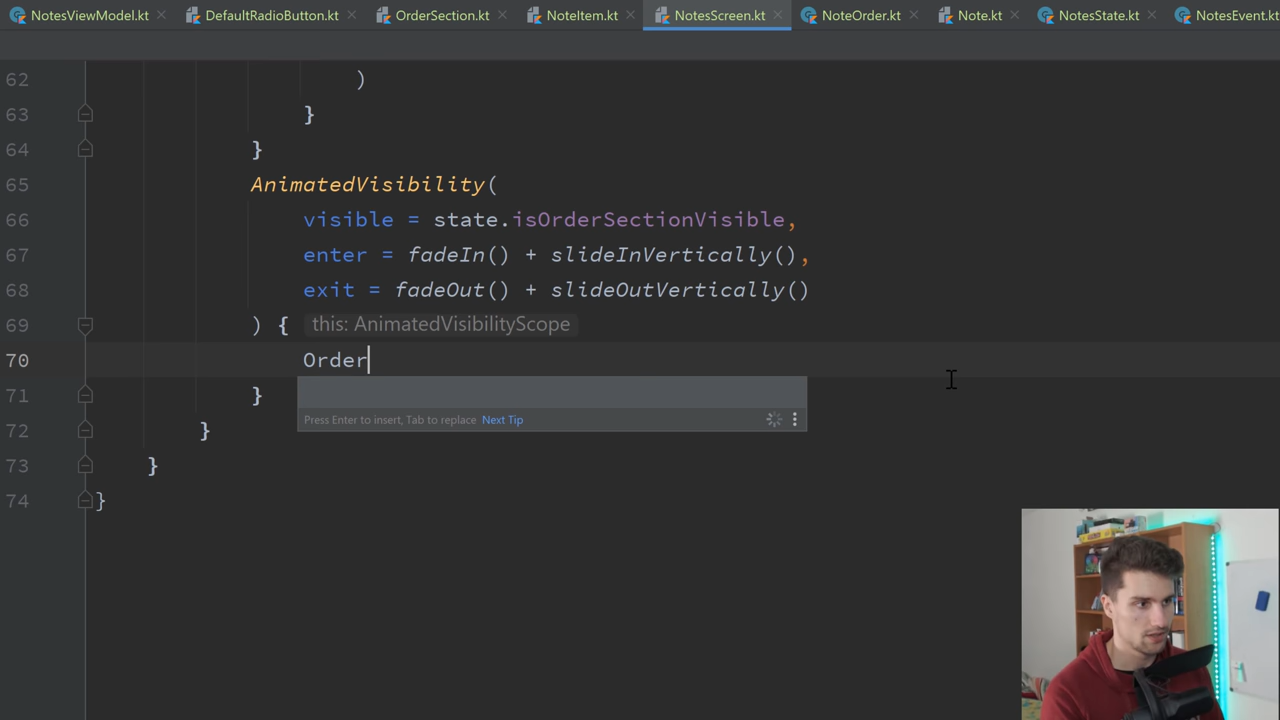 NotesViewModel.kt DefaultRadioButton.kt OrderSection.kt NoteItem.kt NotesScreen.kt NoteOrder.kt Note.kt NotesState.kt NotesEvent.kt
62 )
63 }
64 }
65 AnimatedVisibility(
66 visible = state.isOrderSectionVisible,
67 enter = fadeIn() + slideInVertically(),
68 exit = fadeOut() + slideOutVertically()
69 ) { this: AnimatedVisibilityScope
70 Order
71 }
Press Enter to insert, Tab to replace Next Tip
72 }
73 }
74 }